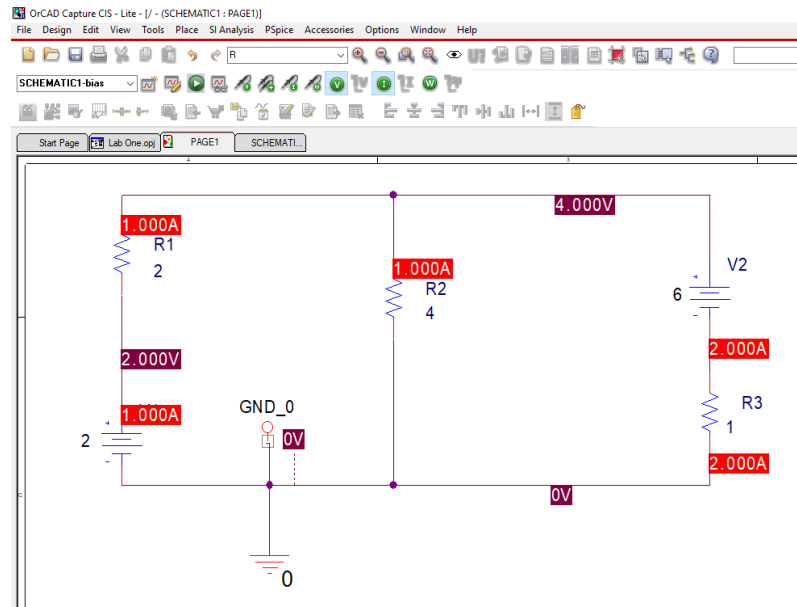 OrCAD Capture CIS - Lite - [/ - (SCHEMATIC1 : PAGE1)]
File Design Edit View Tools Place SI Analysis PSpice Accessories Options Window Help
R
SCHEMATIC1-bias
V I W
Start Page Lab One.opj PAGE1 SCHEMATI...
4 3
4.000V
1.000A
R1
2
1.000A
R2
4
V2
6
+
-
2.000V
2.000A
1.000A
R3
1
GND_0
0V
2
+
-
2.000A
0V
C
0